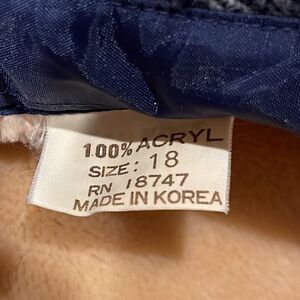 100% ACRYL
SIZE: 18
RN 18747
MADE IN KOREA